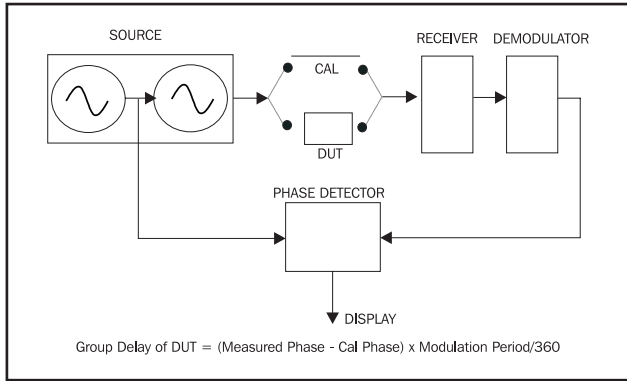 SOURCE
RECEIVER
DEMODULATOR
CAL
DUT
PHASE DETECTOR
DISPLAY
Group Delay of DUT = (Measured Phase - Cal Phase) x Modulation Period/360